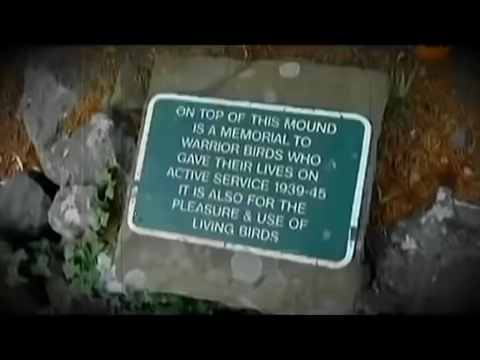 ON TOP OF THIS MOUND
IS A MEMORIAL TO
WARRIOR BIRDS WHO
GAVE THEIR LIVES ON
ACTIVE SERVICE 1939-45
IT IS ALSO FOR THE
PLEASURE & USE OF
LIVING BIRDS